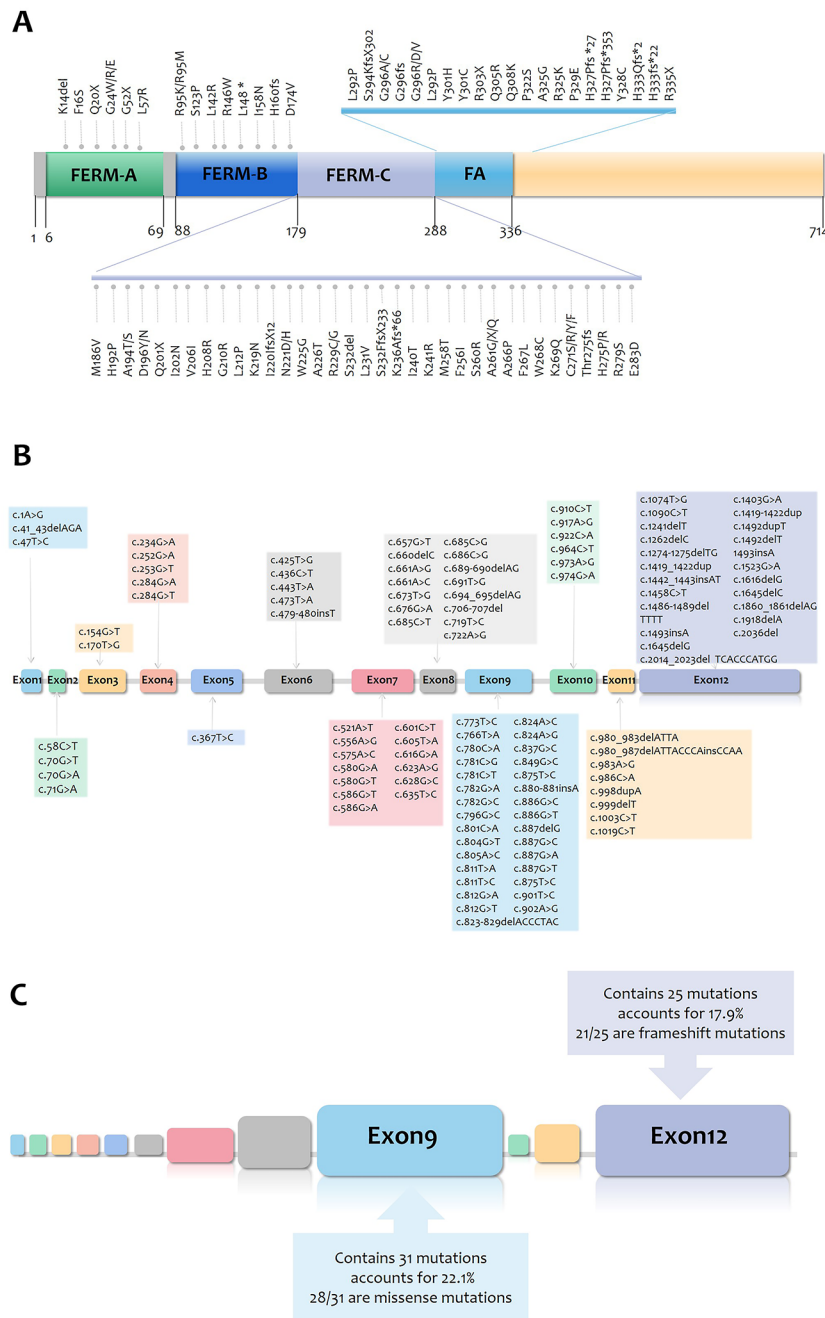 A
K14del
F16S
Q20X
G24W/R/E
G52X
L57R
R95K/R95M
S123P
L142R
R146W
L148 *
I158N
H160fs
D174V
L292P
S294KfsX302
G296A/C
G296fs
G296R/D/V
L292P
Y301H
Y301C
R303X
Q305R
Q308K
P322S
A325G
R325K
P329E
H327Pfs *27
H327Pfs*353
Y328C
H333Qfs*2
H333fs*22
R335X
FERM-A
FERM-B
FERM-C
FA
1
6
69
88
179
288
336
714
M186V
H192P
A194T/S
D196Y/N
Q201X
I202N
V206I
H208R
G210R
L212P
K219N
I220IfsX12
N221D/H
W225G
A226T
R229C/G
S232del
L231V
S232FfsX233
K236Afs*66
I240T
K241R
M258T
F256I
S260R
A261G/X/Q
A266P
F267L
W268C
K269Q
C271S/R/Y/F
Thr275fs
H275P/R
R279S
E283D
B
c.1A>G
c.41_43delAGA
c.47T>C
c.154G>T
c.170T>G
c.234G>A
c.252G>A
c.253G>T
c.284G>A
c.284G>T
c.425T>G
c.436C>T
c.443T>A
c.473T>A
c.479-480insT
c.657G>T
c.660delC
c.661A>G
c.661A>C
c.673T>G
c.676G>A
c.685C>T
c.685C>G
c.686C>G
c.689-690delAG
c.691T>G
c.694_695delAG
c.706-707del
c.719T>C
c.722A>G
c.910C>T
c.917A>G
c.922C>A
c.964C>T
c.973A>G
c.974G>A
c.1074T>G
c.1090C>T
c.1241delT
c.1262delC
c.1274-1275delTG
c.1419_1422dup
c.1442_1443insAT
c.1458C>T
c.1486-1489del
TTTT
c.1493insA
c.1645delG
c.2014_2023del TCACCCATGG
c.1403G>A
c.1419-1422dup
c.1492dupT
c.1492delT
1493insA
c.1523G>A
c.1616delG
c.1645delC
c.1860_1861delAG
c.1918delA
c.2036del
Exon1
Exon2
Exon3
Exon4
Exon5
Exon6
Exon7
Exon8
Exon9
Exon10
Exon11
Exon12
c.58C>T
c.70G>T
c.70G>A
c.71G>A
c.367T>C
c.521A>T
c.556A>G
c.575A>C
c.580G>A
c.580G>T
c.586G>T
c.586G>A
c.601C>T
c.605T>A
c.616G>A
c.623A>G
c.628G>C
c.635T>C
c.773T>C
c.766T>A
c.780C>A
c.781C>G
c.781C>T
c.782G>A
c.782G>C
c.796G>C
c.801C>A
c.804G>T
c.805A>C
c.811T>A
c.811T>C
c.812G>A
c.812G>T
c.823-829delACCCTAC
c.824A>C
c.824A>G
c.837G>C
c.849G>C
c.875T>C
c.880-881insA
c.886G>C
c.886G>T
c.887delG
c.887G>C
c.887G>A
c.887G>T
c.875T>C
c.901T>C
c.902A>G
c.980_983delATTA
c.980_987delATTACCCAinsCCAA
c.983A>G
c.986C>A
c.998dupA
c.999delT
c.1003C>T
c.1019C>T
C
Contains 25 mutations
accounts for 17.9%
21/25 are frameshift mutations
Exon9
Exon12
Contains 31 mutations
accounts for 22.1%
28/31 are missense mutations